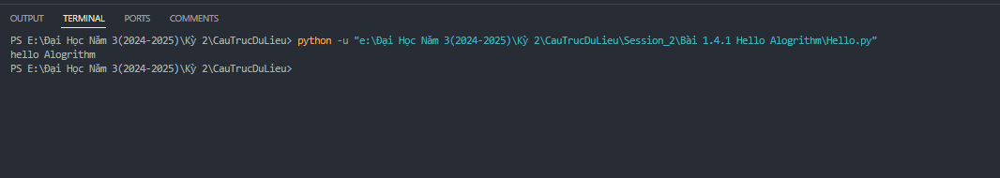 OUTPUT TERMINAL PORTS COMMENTS
PS E:\Đại Học Năm 3(2024-2025)\Kỳ 2\CauTrucDuLieu> python -u "e:\Đại Học Năm 3(2024-2025)\Kỳ 2\CauTrucDuLieu\Session_2\Bài 1.4.1 Hello Alogrithm\Hello.py"
hello Alogrithm
PS E:\Đại Học Năm 3(2024-2025)\Kỳ 2\CauTrucDuLieu>